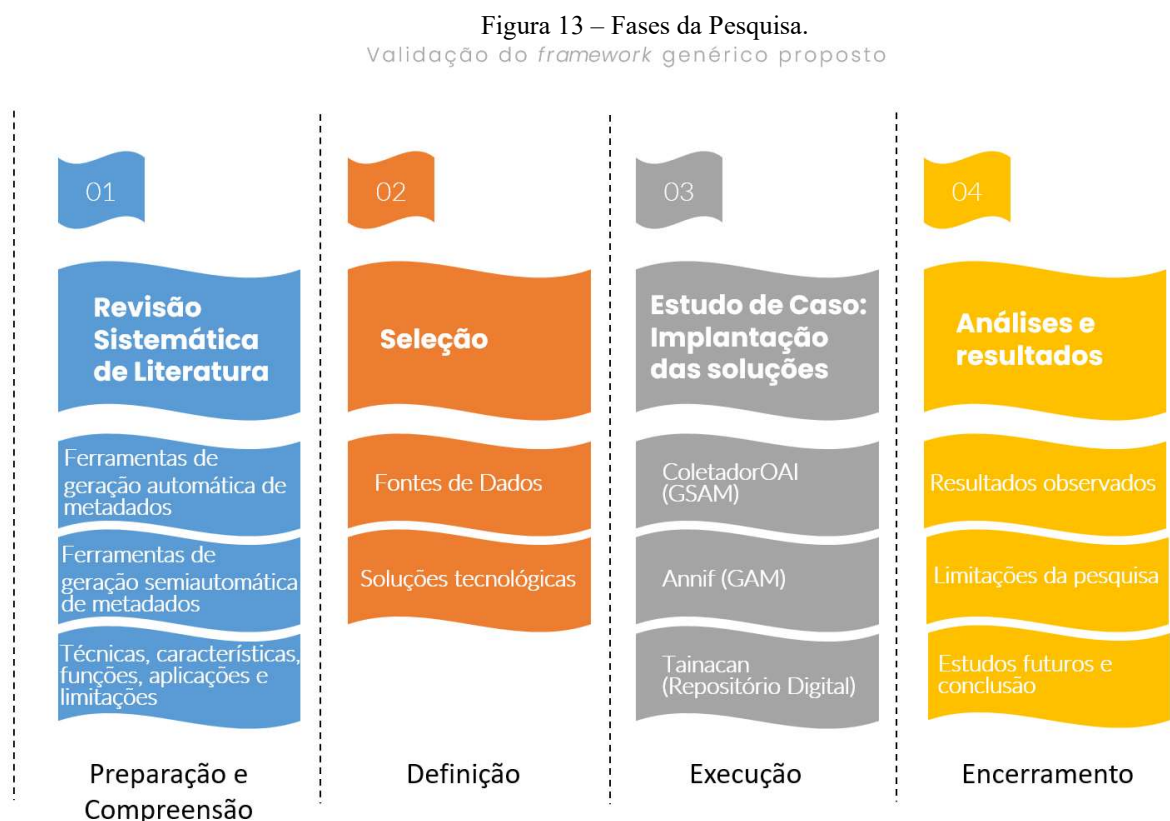 Figura 13 – Fases da Pesquisa.
Validação do framework genérico proposto
01
Revisão
Sistemática
de Literatura
Ferramentas de
geração automática de
metadados
Ferramentas de
geração semiautomática
de metadados
Técnicas, características,
funções, aplicações e
limitações
Preparação e
Compreensão
02
Seleção
Fontes de Dados
Soluções tecnológicas
Definição
03
Estudo de Caso:
Implantação
das soluções
ColetadorOAI
(GSAM)
Annif (GAM)
Tainacan
(Repositório Digital)
Execução
04
Análises e
resultados
Resultados observados
Limitações da pesquisa
Estudos futuros e
conclusão
Encerramento